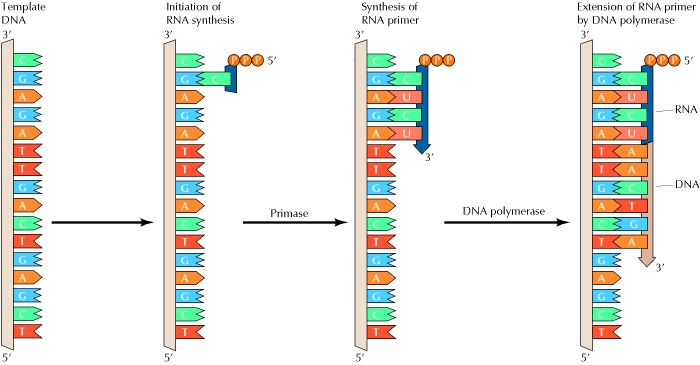 Template
DNA
3′
C
G
A
G
A
T
T
G
A
C
T
G
A
G
C
T
5′
Initiation of
RNA synthesis
3′
P P P 5′
C
G C
A
G
A
T
T
G
A
C
T
G
A
G
C
T
5′
Primase
Synthesis of
RNA primer
3′
P P P
C
G C
A U
G C
A U
3′
T
T
G
A
C
T
G
A
G
C
T
5′
DNA polymerase
Extension of RNA primer
by DNA polymerase
3′
P P P 5′
C
G C
A U
RNA
G C
A U
T A
T A
DNA
G C
A T
C G
T A
3′
G
A
G
C
T
5′